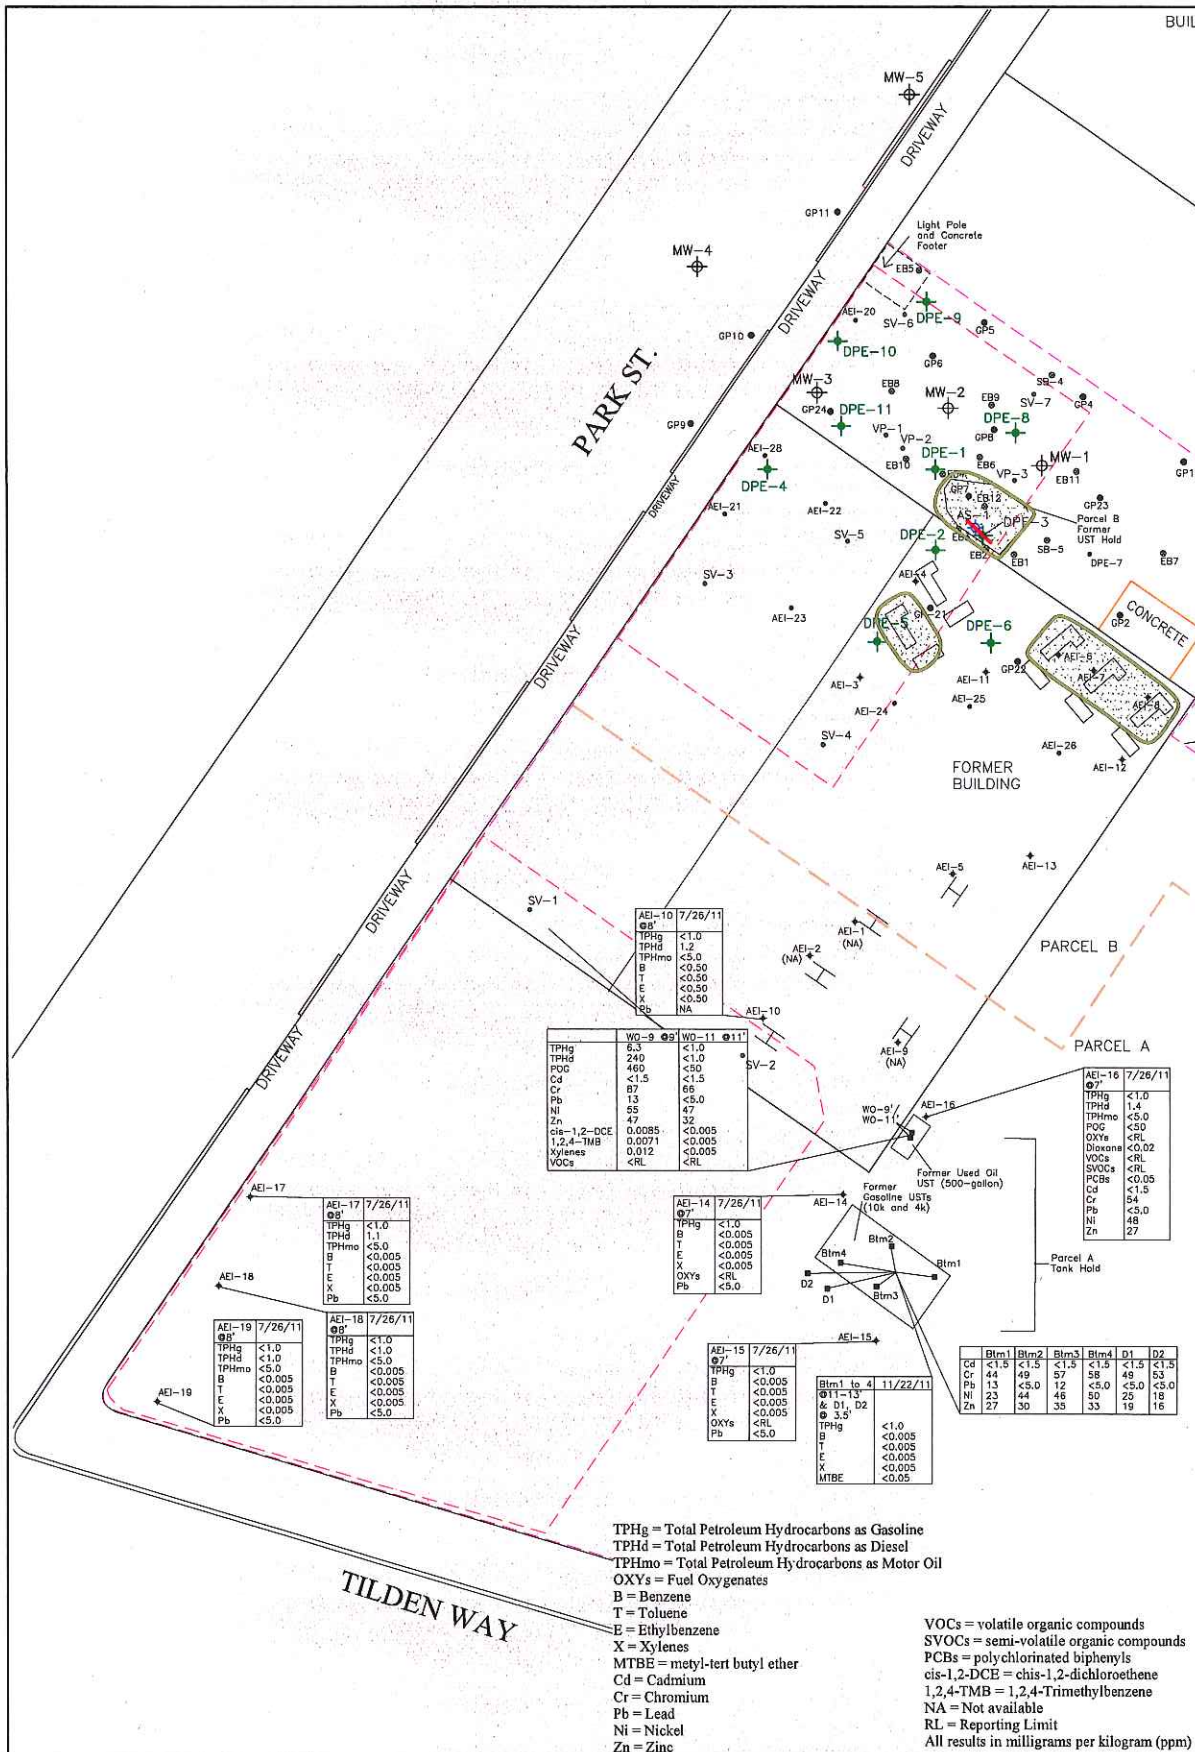 BUIL
MW-5
DRIVEWAY
GP11
Light Pole
and Concrete
Footer
MW-4
EB5
DRIVEWAY
AEI-20
SV-6
DPE-9
GP5
GP10
DPE-10
GP6
PARK ST.
MW-3
EB8
MW-2
SB-4
SV-7
EB9
GP4
GP24
DPE-11
GP9
VP-1
GP8
DPE-8
VP-2
AEI-28
EB10
DPE-1
EB6
MW-1
VP-3
EB11
GP1
DPE-4
DRIVEWAY
GP7
EB12
GP23
AEI-21
AEI-22
AS-1
DPE-3
Parcel B
Former
UST Hold
SV-5
DPE-2
EB3
EB2
EB1
SB-5
DPE-7
EB7
SV-3
AEI-4
CONCRETE
AEI-23
GP-21
GP2
DPE-5
DPE-6
DRIVEWAY
AEI-6
GP22
AEI-7
AEI-3
AEI-11
AEI-8
AEI-24
AEI-25
SV-4
AEI-26
AEI-12
FORMER
BUILDING
AEI-13
AEI-5
DRIVEWAY
SV-1
AEI-1
(NA)
AEI-2
(NA)
PARCEL B
AEI-10 7/26/11
@8'
TPHg <1.0
TPHd 1.2
TPHmo <5.0
B <0.50
T <0.50
E <0.50
X <0.50
Pb NA
AEI-10
DRIVEWAY
AEI-9
(NA)
PARCEL A
SV-2
WO-9 @9' WO-11 @11'
TPHg 6.3 <1.0
TPHd 240 <1.0
POG 460 <50
Cd <1.5 <1.5
Cr 87 66
Pb 13 <5.0
Ni 55 47
Zn 47 32
cis-1,2-DCE 0.0085 <0.005
1,2,4-TMB 0.0071 <0.005
Xylenes 0.012 <0.005
VOCs <RL <RL
AEI-16 7/26/11
@7'
TPHg <1.0
TPHd 1.4
TPHmo <5.0
POG <50
OXYs <RL
Dioxane <0.02
VOCs <RL
SVOCs <RL
PCBs <0.05
Cd <1.5
Cr 54
Pb <5.0
Ni 48
Zn 27
WO-9'
WO-11'
AEI-16
Former Used Oil
UST (500-gallon)
Former
Gasoline USTs
(10k and 4k)
AEI-17
AEI-17 7/26/11
@8'
TPHg <1.0
TPHd 1.1
TPHmo <5.0
B <0.005
T <0.005
E <0.005
X <0.005
Pb <5.0
AEI-14 7/26/11
@7'
TPHg <1.0
B <0.005
T <0.005
E <0.005
X <0.005
OXYs <RL
Pb <5.0
AEI-14
Btm2
Btm4
Btm1
D2
D1
Btm3
Parcel A
Tank Hold
AEI-18
AEI-18 7/26/11
@8'
TPHg <1.0
TPHd <1.0
TPHmo <5.0
B <0.005
T <0.005
E <0.005
X <0.005
Pb <5.0
AEI-19 7/26/11
@8'
TPHg <1.0
TPHd <1.0
TPHmo <5.0
B <0.005
T <0.005
E <0.005
X <0.005
Pb <5.0
AEI-19
AEI-15
AEI-15 7/26/11
@7'
TPHg <1.0
B <0.005
T <0.005
E <0.005
X <0.005
OXYs <RL
Pb <5.0
Btm1 to 4 11/22/11
@11-13'
& D1, D2
@ 3.5'
TPHg <1.0
B <0.005
T <0.005
E <0.005
X <0.005
MTBE <0.05
Btm1 Btm2 Btm3 Btm4 D1 D2
Cd <1.5 <1.5 <1.5 <1.5 <1.5 <1.5
Cr 44 49 57 58 49 53
Pb 13 <5.0 12 <5.0 <5.0 <5.0
Ni 23 44 46 50 25 18
Zn 27 30 35 33 19 16
TILDEN WAY
TPHg = Total Petroleum Hydrocarbons as Gasoline
TPHd = Total Petroleum Hydrocarbons as Diesel
TPHmo = Total Petroleum Hydrocarbons as Motor Oil
OXYs = Fuel Oxygenates
B = Benzene
T = Toluene
E = Ethylbenzene
X = Xylenes
MTBE = metyl-tert butyl ether
Cd = Cadmium
Cr = Chromium
Pb = Lead
Ni = Nickel
Zn = Zinc
VOCs = volatile organic compounds
SVOCs = semi-volatile organic compounds
PCBs = polychlorinated biphenyls
cis-1,2-DCE = chis-1,2-dichloroethene
1,2,4-TMB = 1,2,4-Trimethylbenzene
NA = Not available
RL = Reporting Limit
All results in milligrams per kilogram (ppm)